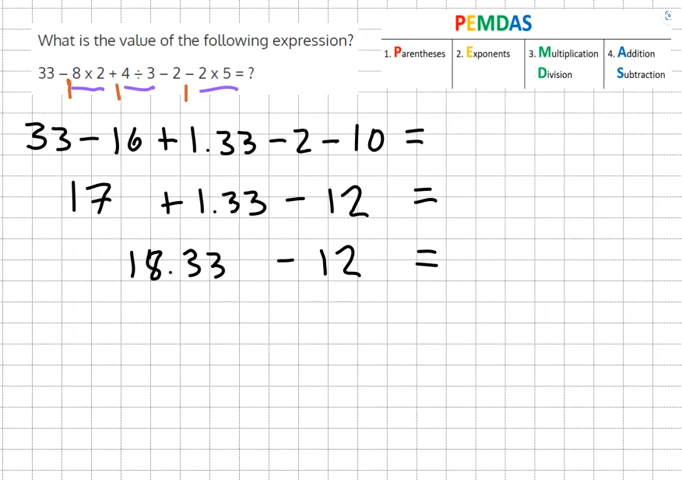 PEMDAS
What is the value of the following expression?
33 − 8 x 2 + 4 ÷ 3 − 2 − 2 x 5 = ?
1. Parentheses
2. Exponents
3. Multiplication
Division
4. Addition
Subtraction
33 − 16 + 1.33 − 2 − 10 =
17 + 1.33 − 12 =
18.33 − 12 =